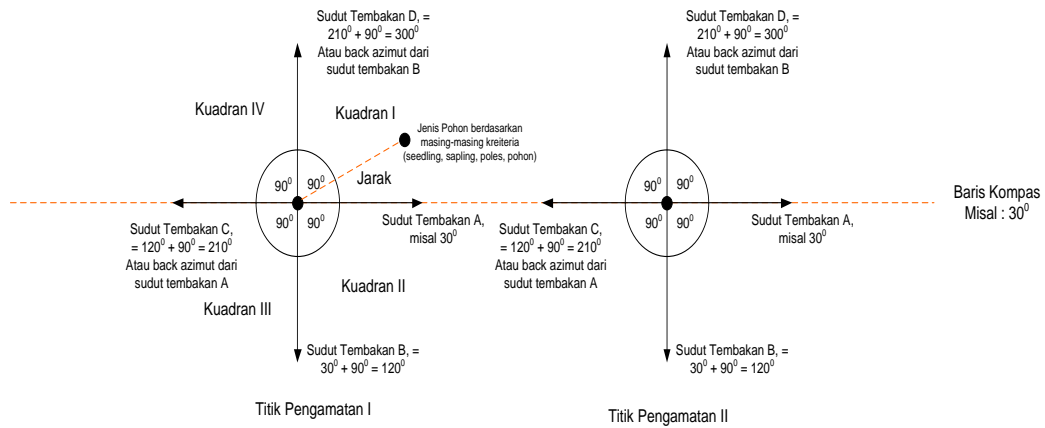 Sudut Tembakan D, =
210⁰ + 90⁰ = 300⁰
Atau back azimut dari
sudut tembakan B
Kuadran IV
Kuadran I
Jenis Pohon berdasarkan
masing-masing kreiteria
(seedling, sapling, poles, pohon)
90⁰
90⁰
Jarak
90⁰
90⁰
Sudut Tembakan A,
misal 30⁰
Sudut Tembakan C,
= 120⁰ + 90⁰ = 210⁰
Atau back azimut dari
sudut tembakan A
Kuadran II
Kuadran III
Sudut Tembakan B, =
30⁰ + 90⁰ = 120⁰
Titik Pengamatan I
Sudut Tembakan D, =
210⁰ + 90⁰ = 300⁰
Atau back azimut dari
sudut tembakan B
90⁰
90⁰
90⁰
90⁰
Sudut Tembakan A,
misal 30⁰
Sudut Tembakan C,
= 120⁰ + 90⁰ = 210⁰
Atau back azimut dari
sudut tembakan A
Sudut Tembakan B, =
30⁰ + 90⁰ = 120⁰
Titik Pengamatan II
Baris Kompas
Misal : 30⁰